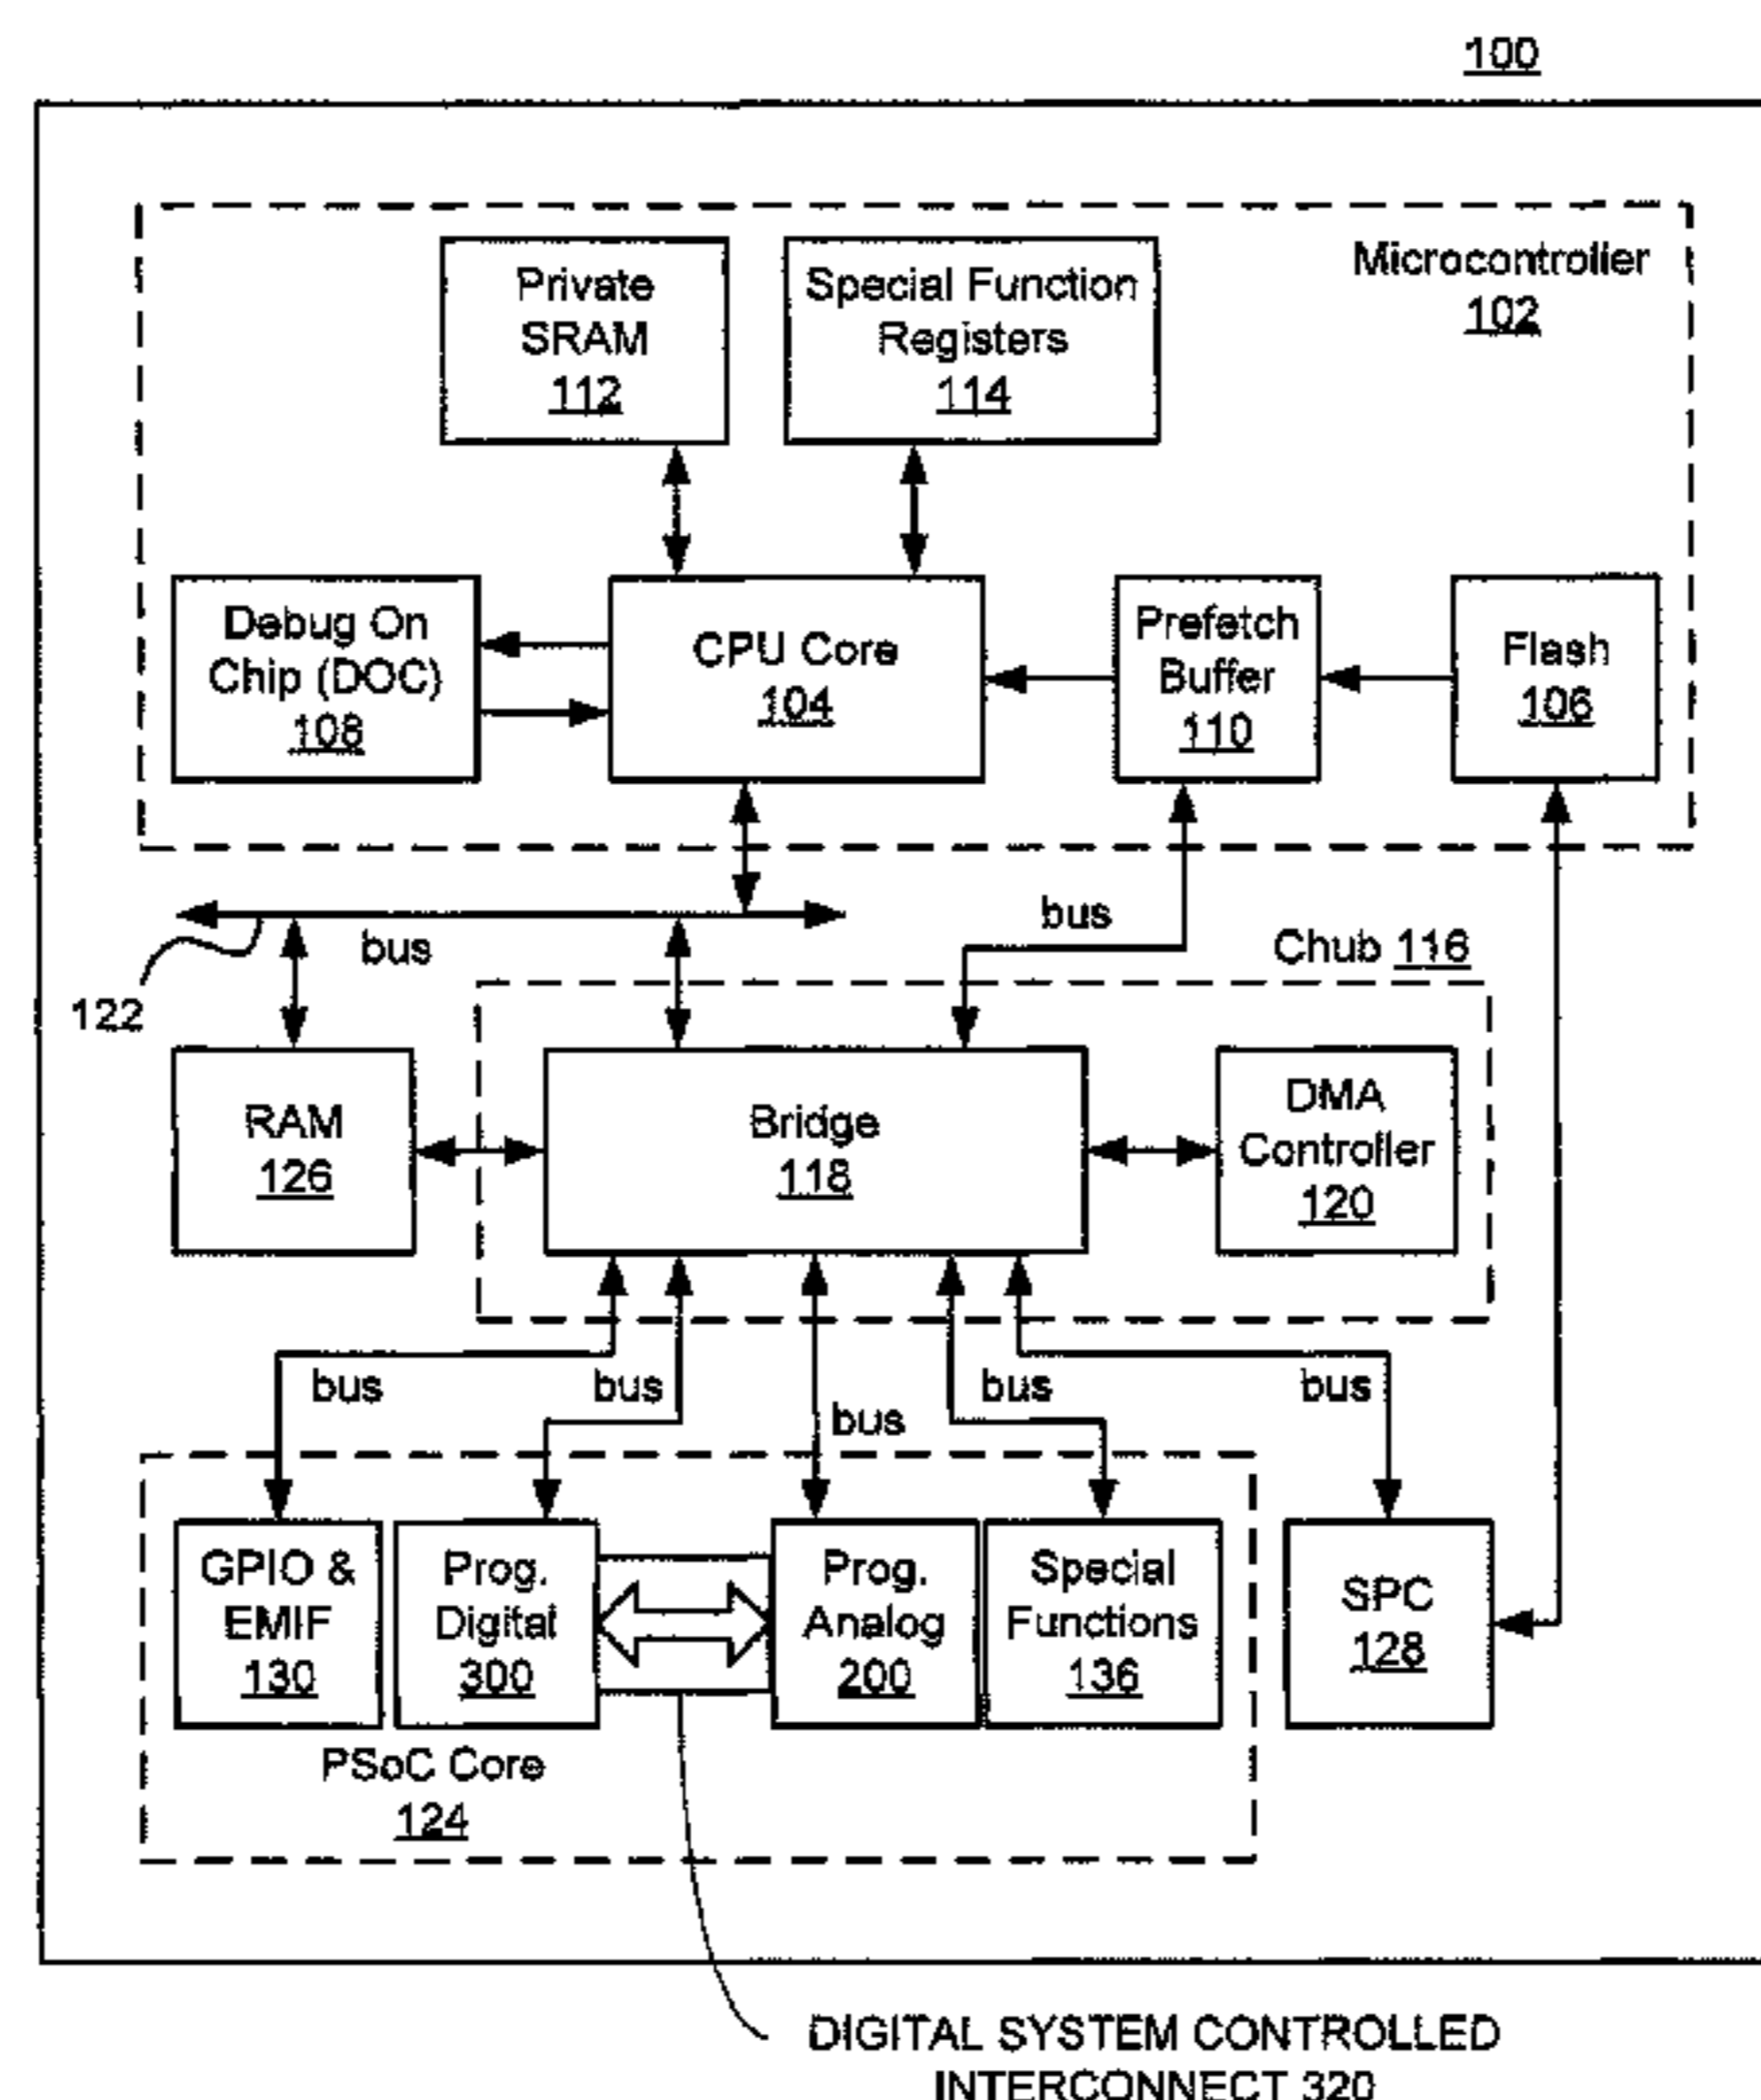 100
Microcontroller
102
Private
SRAM
112
Special Function
Registers
114
Debug On
Chip (DOC)
108
CPU Core
104
Prefetch
Buffer
110
Flash
106
bus
bus
122
Chub 116
RAM
126
Bridge
118
DMA
Controller
120
bus
bus
bus
bus
bus
GPIO &
EMIF
130
Prog.
Digital
300
Prog.
Analog
200
Special
Functions
136
SPC
128
PSoC Core
124
DIGITAL SYSTEM CONTROLLED
INTERCONNECT 320